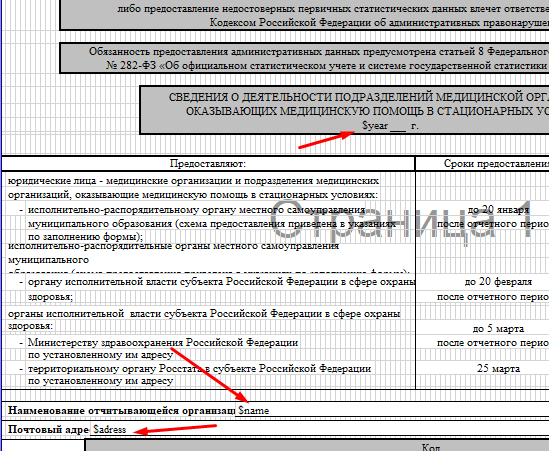 либо предоставление недостоверных первичных статистических данных влечет ответстве
Кодексом Российской Федерации об административных правонаруше
Обязанность предоставления административных данных предусмотрена статьей 8 Федерального
№ 282-ФЗ «Об официальном статистическом учете и системе государственной статистики
СВЕДЕНИЯ О ДЕЯТЕЛЬНОСТИ ПОДРАЗДЕЛЕНИЙ МЕДИЦИНСКОЙ ОРГ
ОКАЗЫВАЮЩИХ МЕДИЦИНСКУЮ ПОМОЩЬ В СТАЦИОНАРНЫХ УС
$year ___ г.
Предоставляют:
Сроки предоставления
юридические лица - медицинские организации и подразделения медицинских
организаций, оказывающие медицинскую помощь в стационарных условиях:
- исполнительно-распорядительному органу местного самоуправления
муниципального образования (схема предоставления приведена в указаниях
по заполнению формы);
до 20 января
после отчетного перио
Страница 1
исполнительно-распорядительные органы местного самоуправления
муниципального
- органу исполнительной власти субъекта Российской Федерации в сфере охраны
здоровья;
до 20 февраля
после отчетного перио
органы исполнительной власти субъекта Российской Федерации в сфере охраны
здоровья:
- Министерству здравоохранения Российской Федерации
по установленному им адресу
до 5 марта
после отчетного перио
- территориальному органу Росстата в субъекте Российской Федерации
по установленному им адресу
25 марта
Наименование отчитывающейся организац $name
Почтовый адре $adress
Код